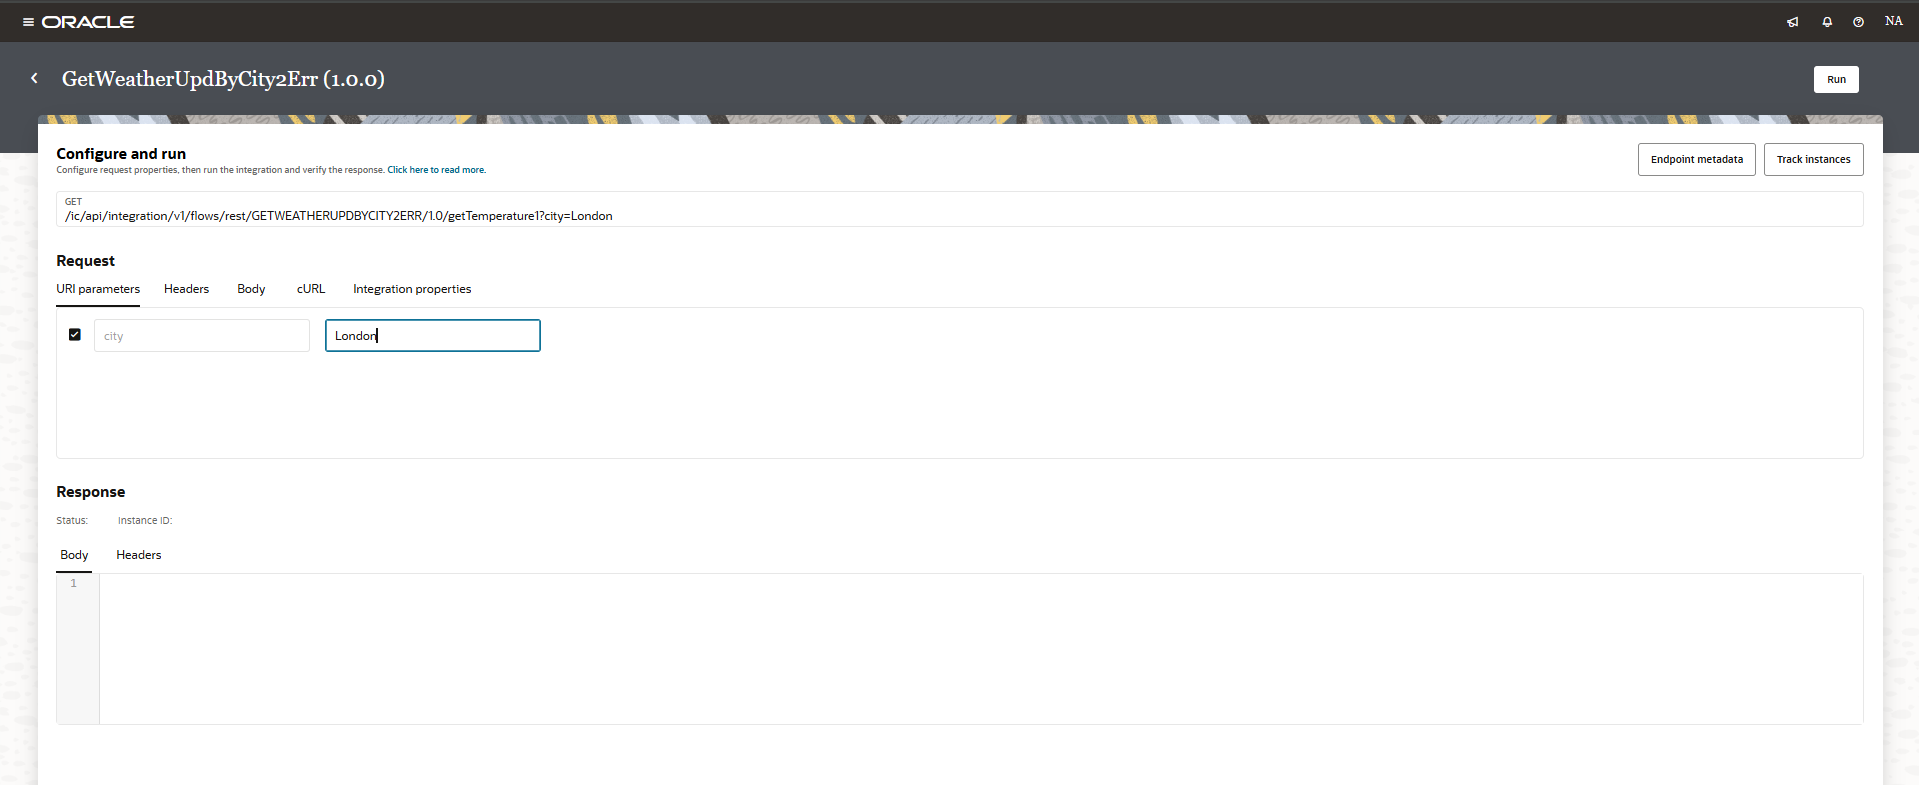 ORACLE
NA
GetWeatherUpdByCity2Err (1.0.0)
Run
Configure and run
Configure request properties, then run the integration and verify the response. Click here to read more.
Endpoint metadata
Track instances
GET
/ic/api/integration/v1/flows/rest/GETWEATHERUPDBYCITY2ERR/1.0/getTemperature1?city=London
Request
URI parameters Headers Body cURL Integration properties
city London
Response
Status: Instance ID:
Body Headers
1